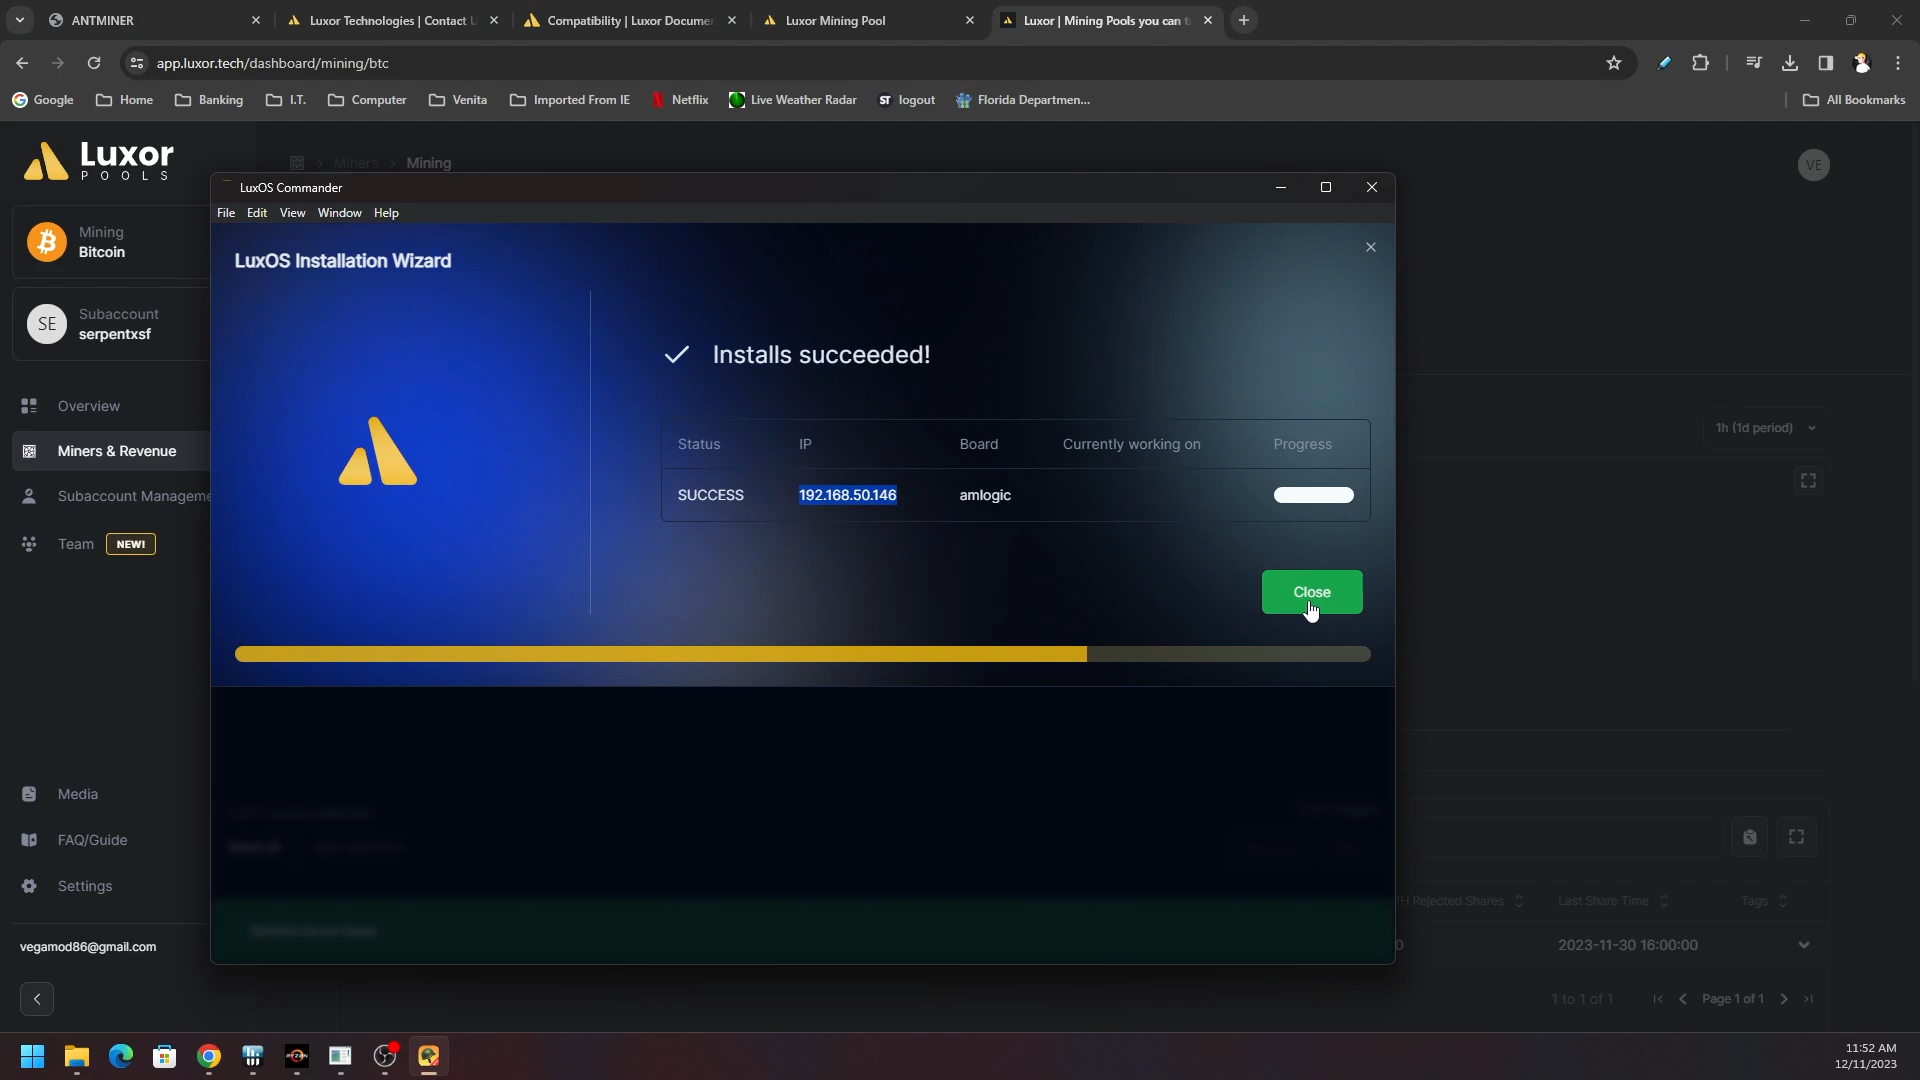 ANTMINER
Luxor Technologies | Contact U
Compatibility | Luxor Documen
Luxor Mining Pool
Luxor | Mining Pools you can t
app.luxor.tech/dashboard/mining/btc
Google
Home
Banking
I.T.
Computer
Venita
Imported From IE
Netflix
Live Weather Radar
ST
logout
Florida Departmen...
All Bookmarks
Luxor
POOLS
Miners
Mining
VE
LuxOS Commander
File Edit View Window Help
Mining
Bitcoin
LuxOS Installation Wizard
SE
Subaccount
serpentxsf
Installs succeeded!
Overview
1h (1d period)
Status IP Board Currently working on Progress
Miners & Revenue
SUCCESS 192.168.50.146 amlogic
Subaccount Manageme
Team NEW!
Close
Media
FAQ/Guide
Settings
1H Rejected Shares Last Share Time Tags
vegamod86@gmail.com
0 2023-11-30 16:00:00
1 to 1 of 1 Page 1 of 1
RYZEN
11:52 AM
12/11/2023